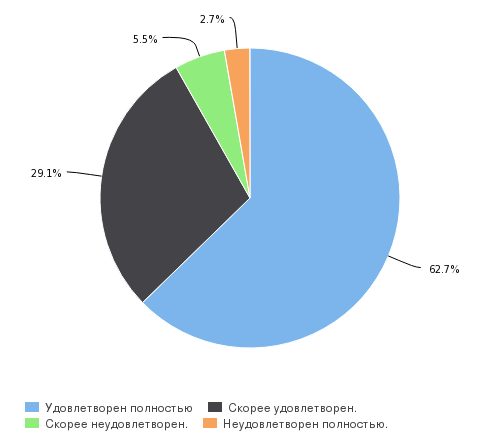 2.7%
5.5%
29.1%
62.7%
Удовлетворен полностью Скорее удовлетворен.
Скорее неудовлетворен. Неудовлетворен полностью.